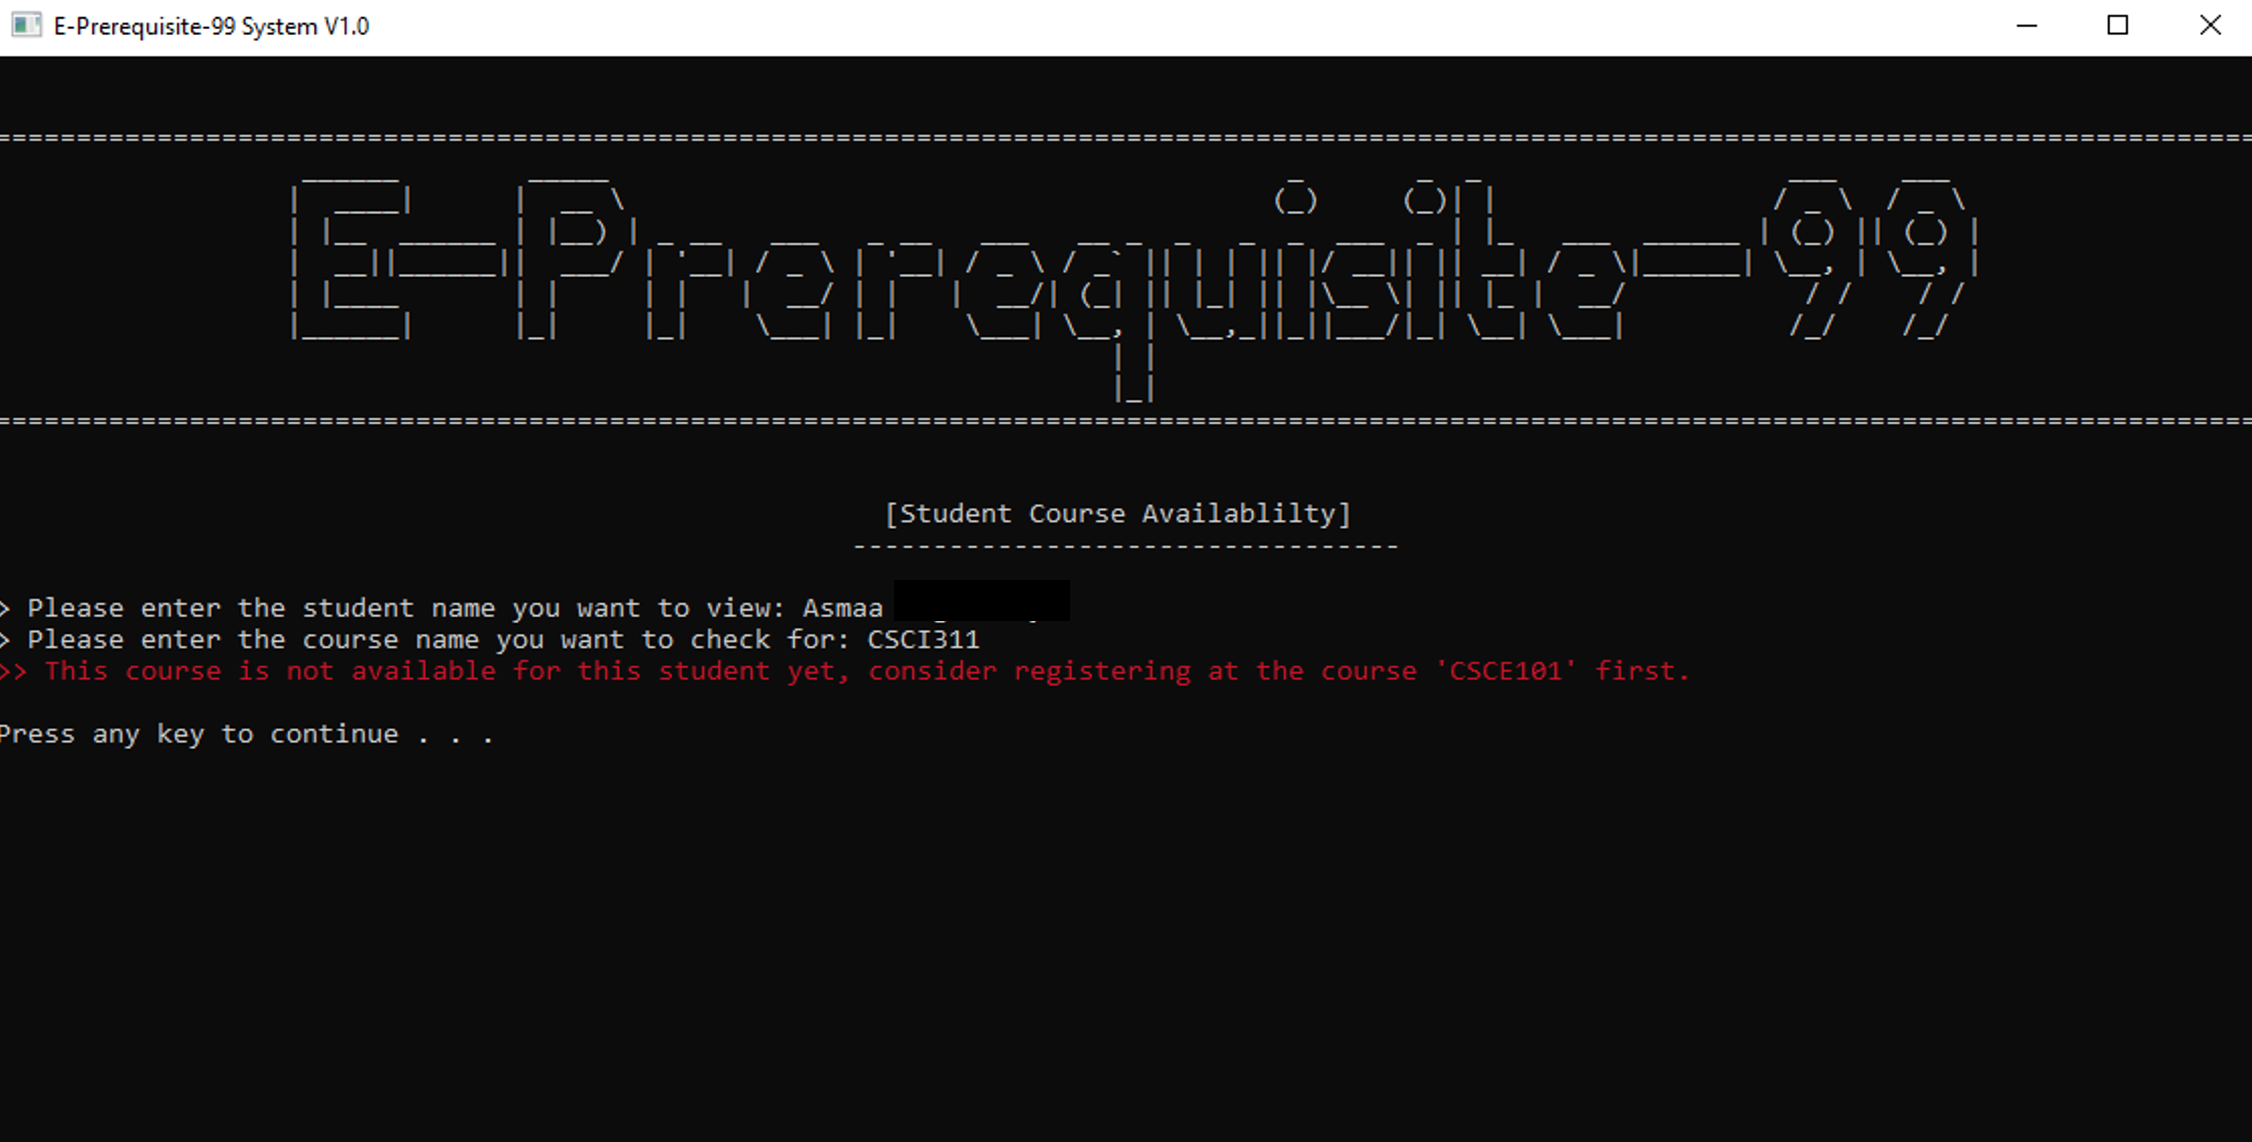 E-Prerequisite-99 System V1.0
E-Prerequisite-99
[Student Course Availablilty]
> Please enter the student name you want to view: Asmaa
> Please enter the course name you want to check for: CSCI311
>> This course is not available for this student yet, consider registering at the course 'CSCE101' first.
Press any key to continue . . .